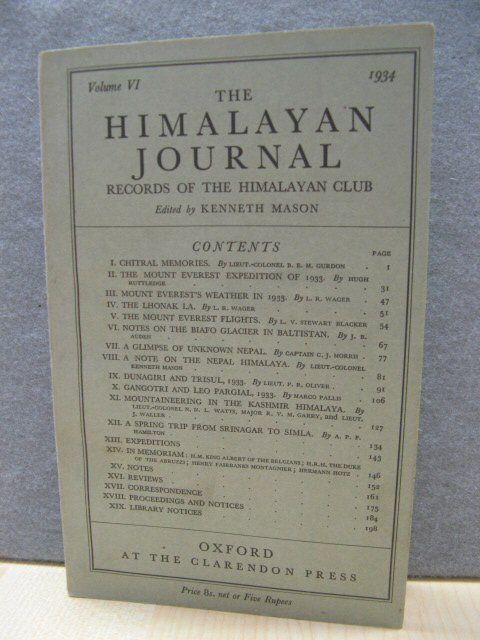 Volume VI 1934
THE
HIMALAYAN
JOURNAL
RECORDS OF THE HIMALAYAN CLUB
Edited by KENNETH MASON
CONTENTS
PAGE
I. CHITRAL MEMORIES. By LIEUT.-COLONEL B. E. M. GURDON . 1
II. THE MOUNT EVEREST EXPEDITION OF 1933. By HUGH
RUTTLEDGE . . . . . . . 31
III. MOUNT EVEREST'S WEATHER IN 1933. By L. R. WAGER . 47
IV. THE LHONAK LA. By L. R. WAGER . . . . 51
V. THE MOUNT EVEREST FLIGHTS. By L. V. STEWART BLACKER 54
VI. NOTES ON THE BIAFO GLACIER IN BALTISTAN. By J. B.
AUDEN . . . . . . . 67
VII. A GLIMPSE OF UNKNOWN NEPAL. By CAPTAIN C. J. MORRIS . 77
VIII. A NOTE ON THE NEPAL HIMALAYA. By LIEUT.-COLONEL
KENNETH MASON . . . . . . 81
IX. DUNAGIRI AND TRISUL, 1933. By LIEUT. P. R. OLIVER . 91
X. GANGOTRI AND LEO PARGIAL, 1933. By MARCO PALLIS . 106
XI. MOUNTAINEERING IN THE KASHMIR HIMALAYA. By
LIEUT.-COLONEL N. N. L. WATTS, MAJOR R. V. M. GARRY, and LIEUT.
J. WALLER . . . . . . . 127
XII. A SPRING TRIP FROM SRINAGAR TO SIMLA. By A. P. F.
HAMILTON . . . . . . . 134
XIII. EXPEDITIONS . . . . . . 143
XIV. IN MEMORIAM: H.M. KING ALBERT OF THE BELGIANS; H.R.H. THE DUKE
OF THE ABRUZZI; HENRY FAIRBANKS MONTAGNIER; HERMANN HOTZ . 146
XV. NOTES . . . . . . . 152
XVI. REVIEWS . . . . . . . 161
XVII. CORRESPONDENCE . . . . . . 175
XVIII. PROCEEDINGS AND NOTICES . . . . . 184
XIX. LIBRARY NOTICES . . . . . . 198
OXFORD
AT THE CLARENDON PRESS
Price 8s. net or Five Rupees